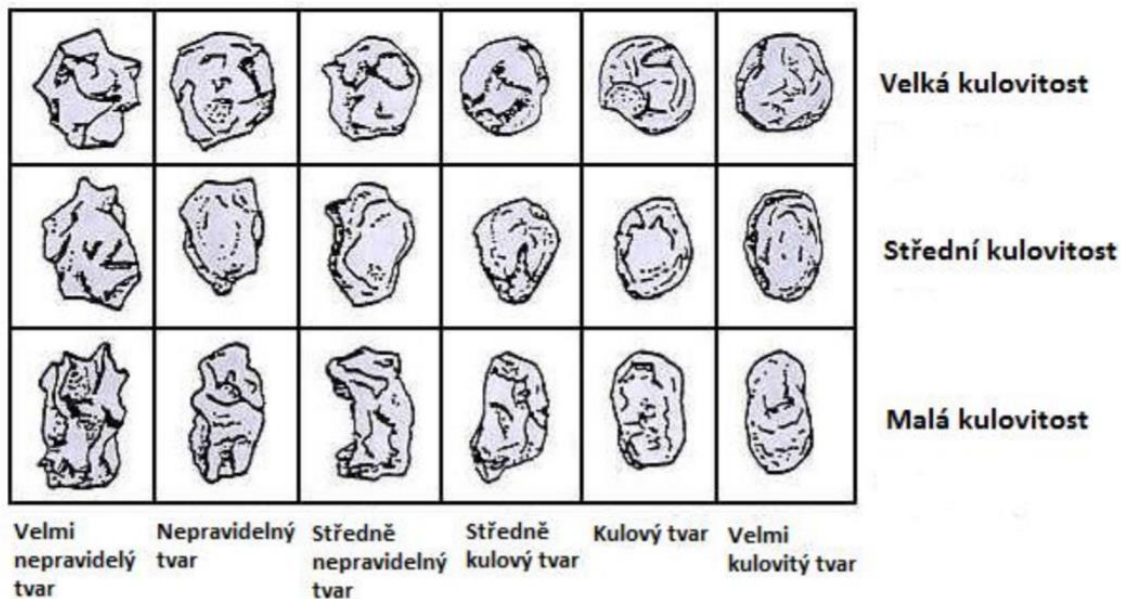 Velká kulovitost
Střední kulovitost
Malá kulovitost
Velmi
nepravidelý
tvar
Nepravidelný
tvar
Středně
nepravidelný
tvar
Středně
kulový tvar
Kulový tvar
Velmi
kulovitý tvar